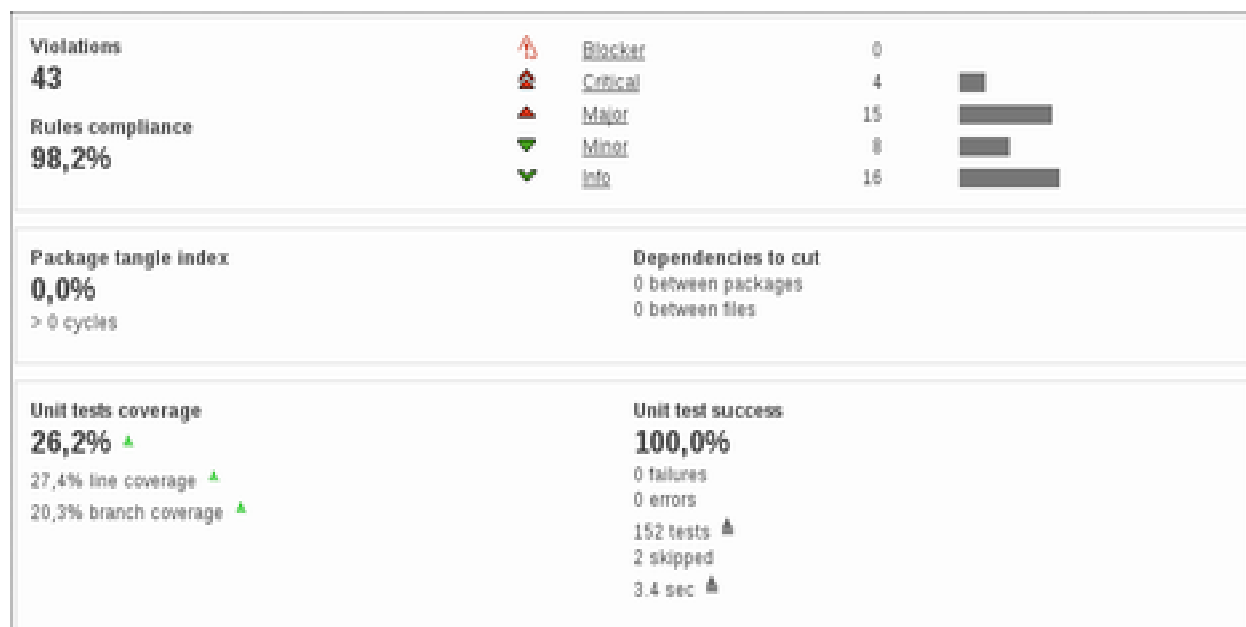 Violations
43
Rules compliance
98,2%
Blocker 0
Critical 4
Major 15
Minor 8
Info 16
Package tangle index
0,0%
> 0 cycles
Dependencies to cut
0 between packages
0 between files
Unit tests coverage
26,2%
27,4% line coverage
20,3% branch coverage
Unit test success
100,0%
0 failures
0 errors
152 tests
2 skipped
3.4 sec